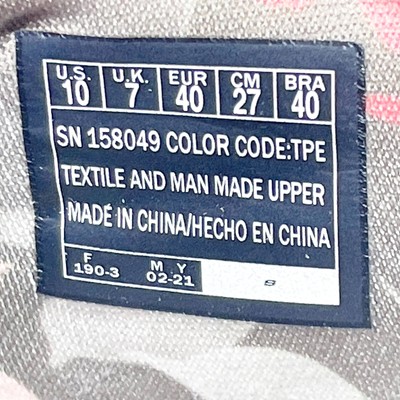 U.S. U.K. EUR CM BRA
10 7 40 27 40
SN 158049 COLOR CODE:TPE
TEXTILE AND MAN MADE UPPER
MADE IN CHINA/HECHO EN CHINA
F M Y
190-3 02-21 S